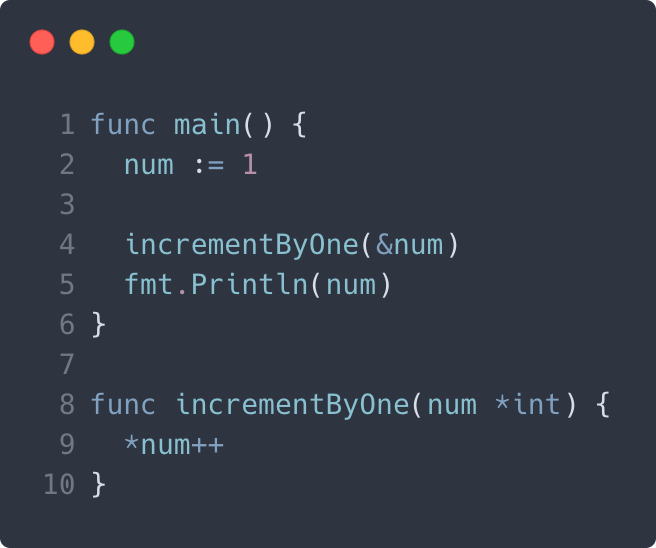 1 func main() {
2   num := 1
3
4   incrementByOne(&num)
5   fmt.Println(num)
6 }
7
8 func incrementByOne(num *int) {
9   *num++
10 }